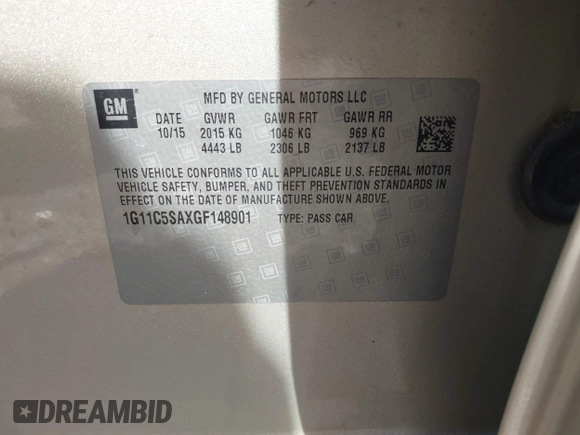 GM
MFD BY GENERAL MOTORS LLC
DATE GVWR GAWR FRT GAWR RR
10/15 2015 KG 1046 KG 969 KG
4443 LB 2306 LB 2137 LB
THIS VEHICLE CONFORMS TO ALL APPLICABLE U.S. FEDERAL MOTOR
VEHICLE SAFETY, BUMPER, AND THEFT PREVENTION STANDARDS IN
EFFECT ON THE DATE OF MANUFACTURE SHOWN ABOVE.
1G11C5SAXGF148901 TYPE: PASS CAR
DREAMBID